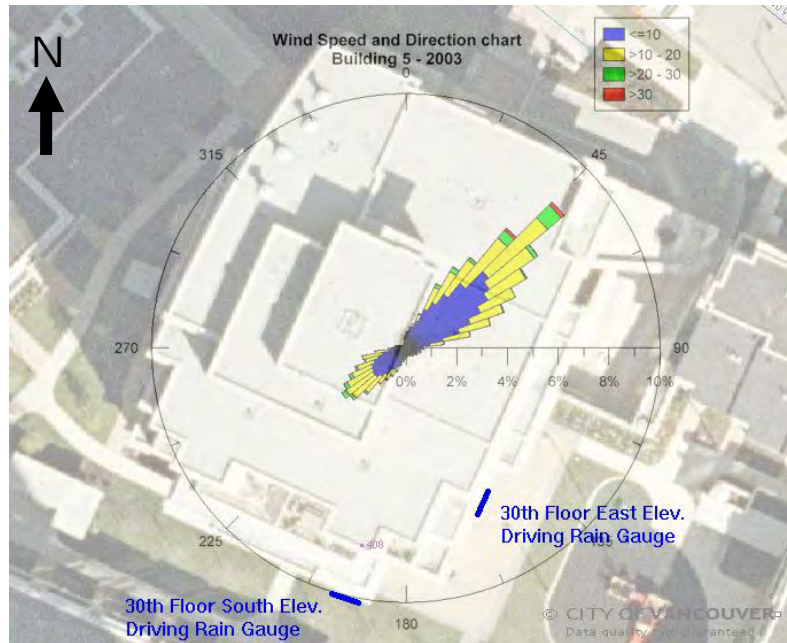 N
Wind Speed and Direction chart
Building 5 - 2003
<=10
>10 - 20
>20 - 30
>30
0
45
90
180
225
270
315
0% 2% 4% 6% 8% 10%
408
30th Floor East Elev.
Driving Rain Gauge
30th Floor South Elev.
Driving Rain Gauge
© CITY OF VANCOUVER
Data quality not guaranteed